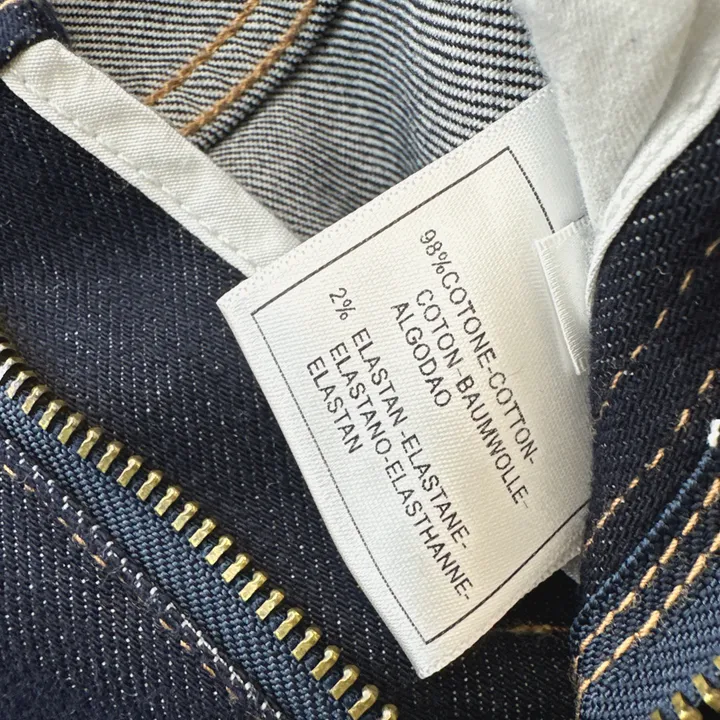 98%COTONE-COTTON-
COTON-BAUMWOLLE-
ALGODAO
2% ELASTAN-ELASTANE-
ELASTANO-ELASTHANNE-
ELASTAN